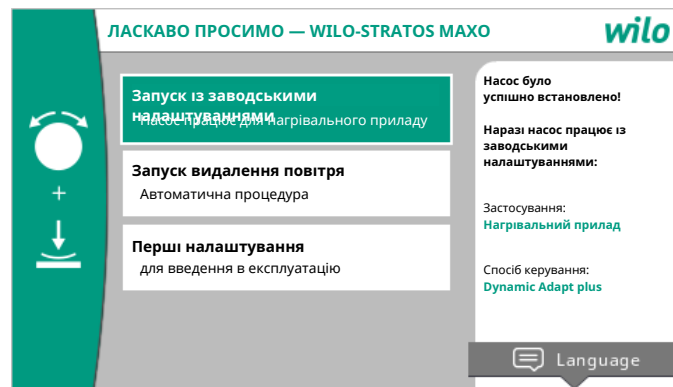 ЛАСКАВО ПРОСИМО — WILO-STRATOS MAXO
wilo
Запуск із заводськими
налаштуваннями
Насос працює для нагрівального приладу
Запуск видалення повітря
Автоматична процедура
Перші налаштування
для введення в експлуатацію
Насос було
успішно встановлено!
Наразі насос працює із
заводськими
налаштуваннями:
Застосування:
Нагрівальний прилад
Спосіб керування:
Dynamic Adapt plus
Language